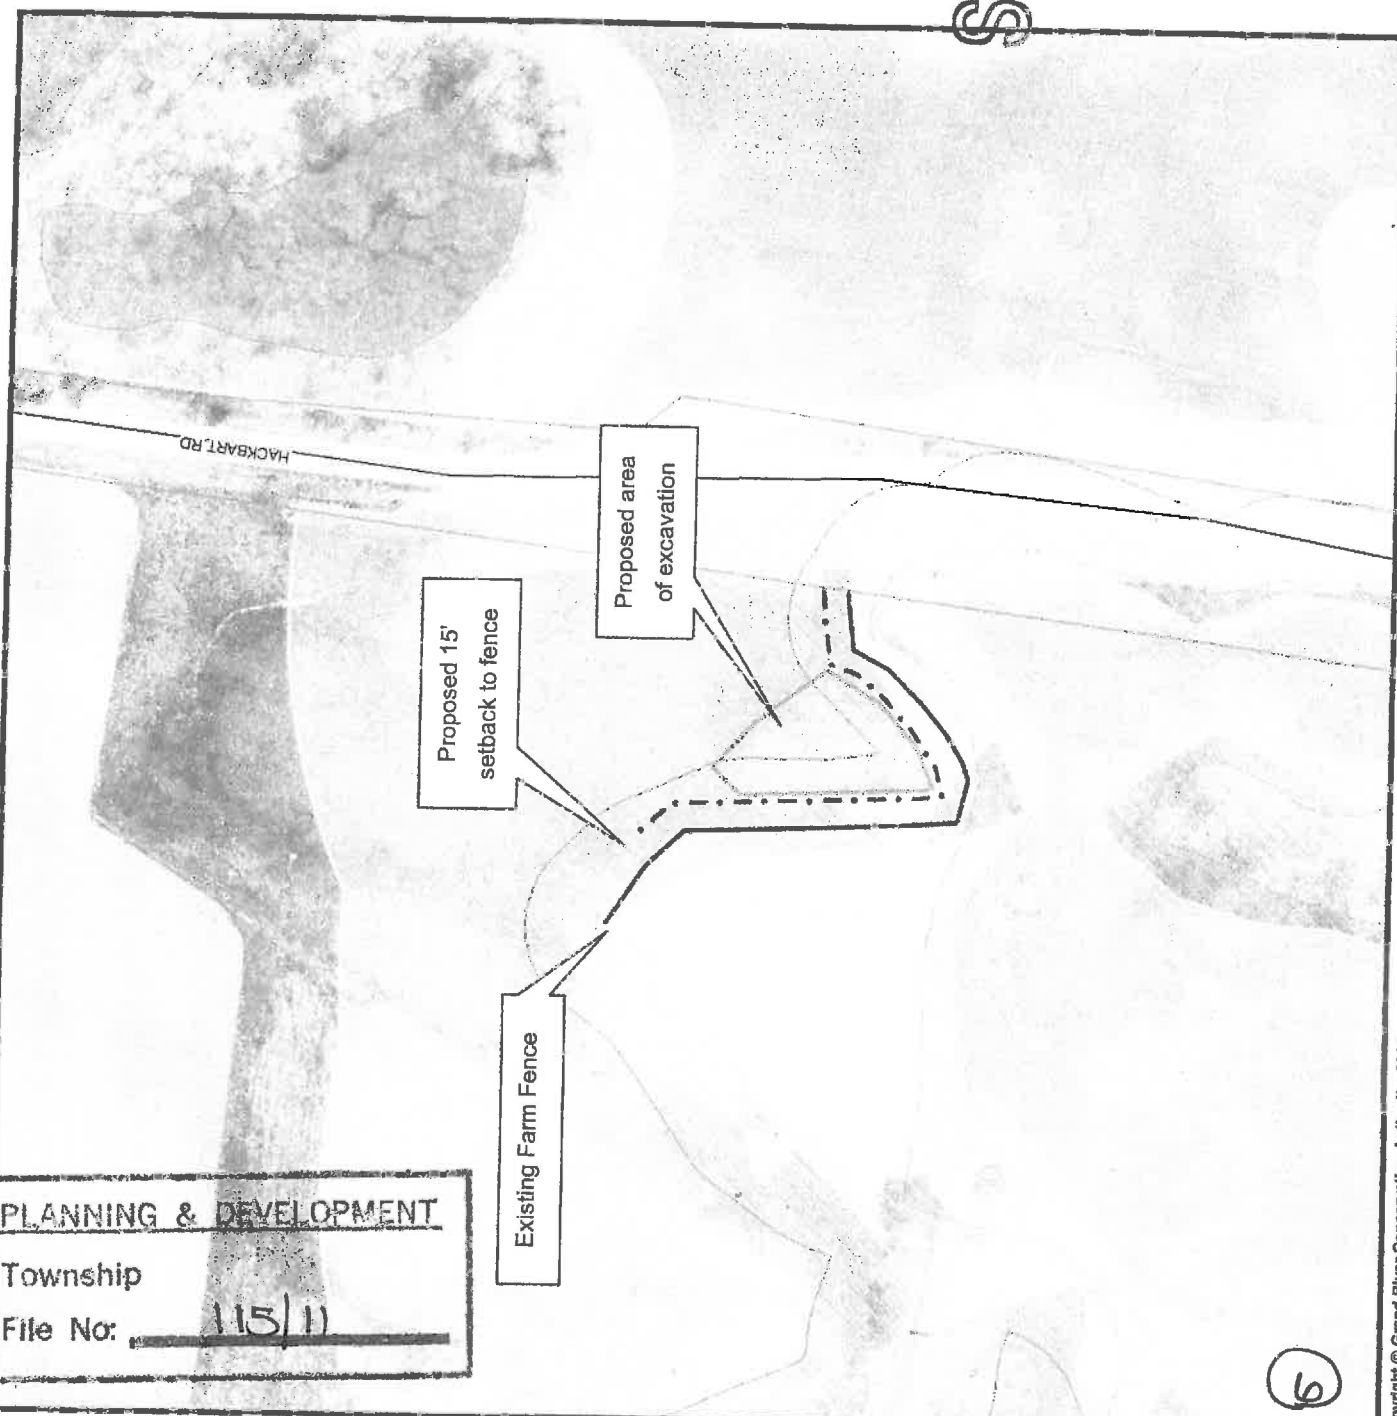 S
HACKBART RD
Proposed area
of excavation
Proposed 15'
setback to fence
Existing Farm Fence
PLANNING & DEVELOPMENT
Township
File No: 115/11
6